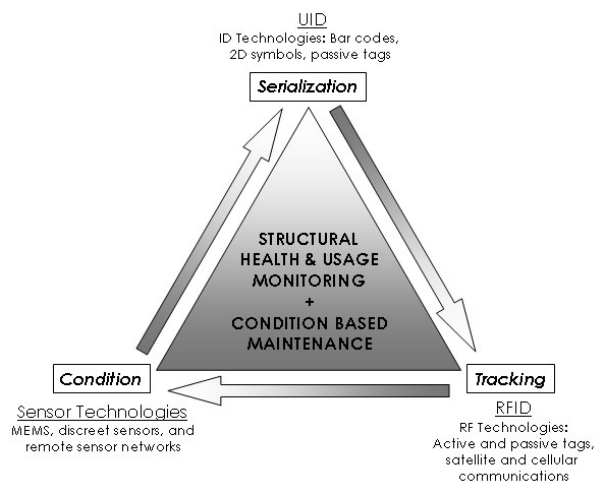 UID
ID Technologies: Bar codes,
2D symbols, passive tags
Serialization
STRUCTURAL
HEALTH & USAGE
MONITORING
+
CONDITION BASED
MAINTENANCE
Condition
Sensor Technologies
MEMS, discreet sensors, and
remote sensor networks
Tracking
RFID
RF Technologies:
Active and passive tags,
satellite and cellular
communications